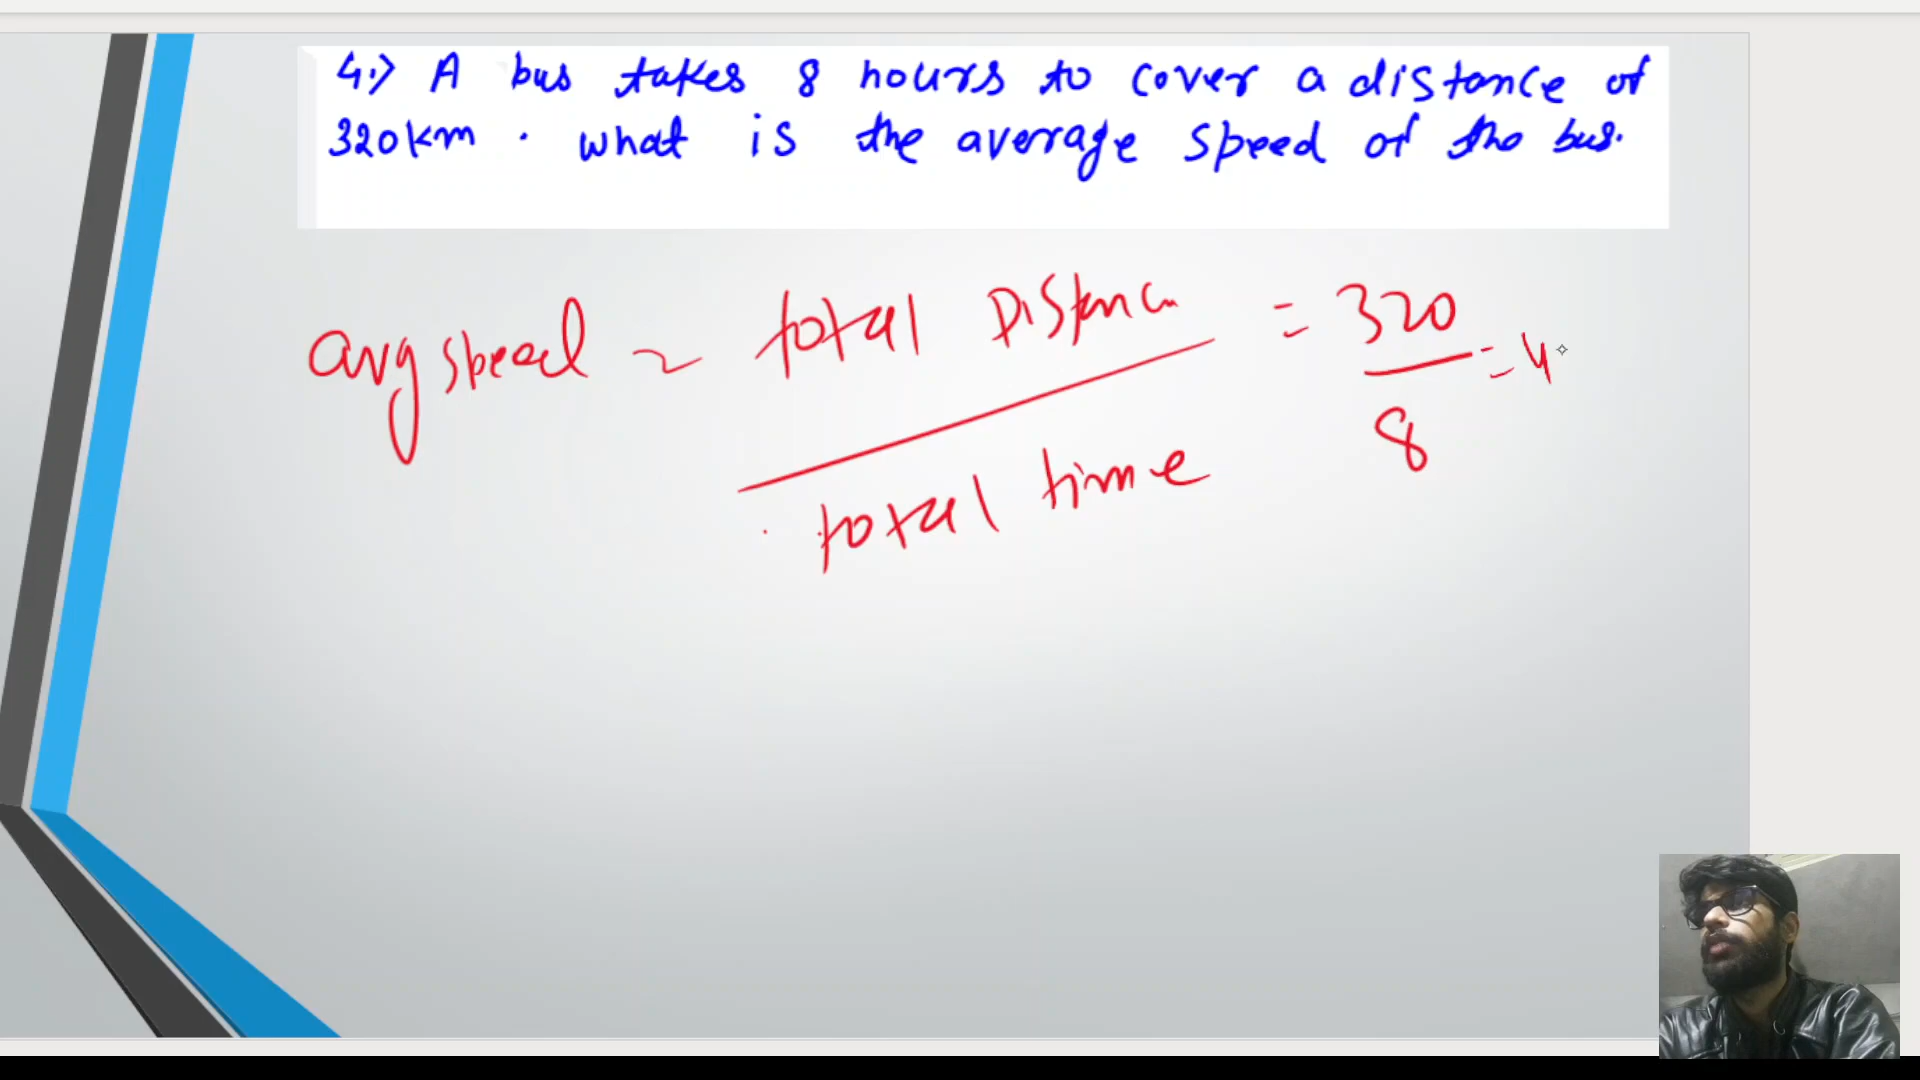 4.> A bus takes 8 hours to cover a distance of
320km. what is the average speed of the bus.
avg speed = total Distance = 320 = 4
total time 8